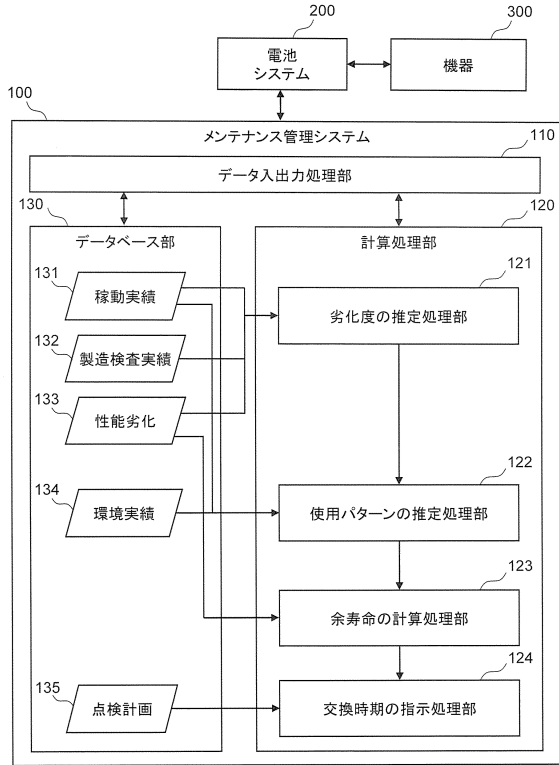 200
300
電池
システム
機器
100
メンテナンス管理システム
110
データ入出力処理部
130
120
データベース部
計算処理部
131
稼動実績
121
劣化度の推定処理部
132
製造検査実績
133
性能劣化
134
環境実績
122
使用パターンの推定処理部
123
余寿命の計算処理部
135
点検計画
124
交換時期の指示処理部